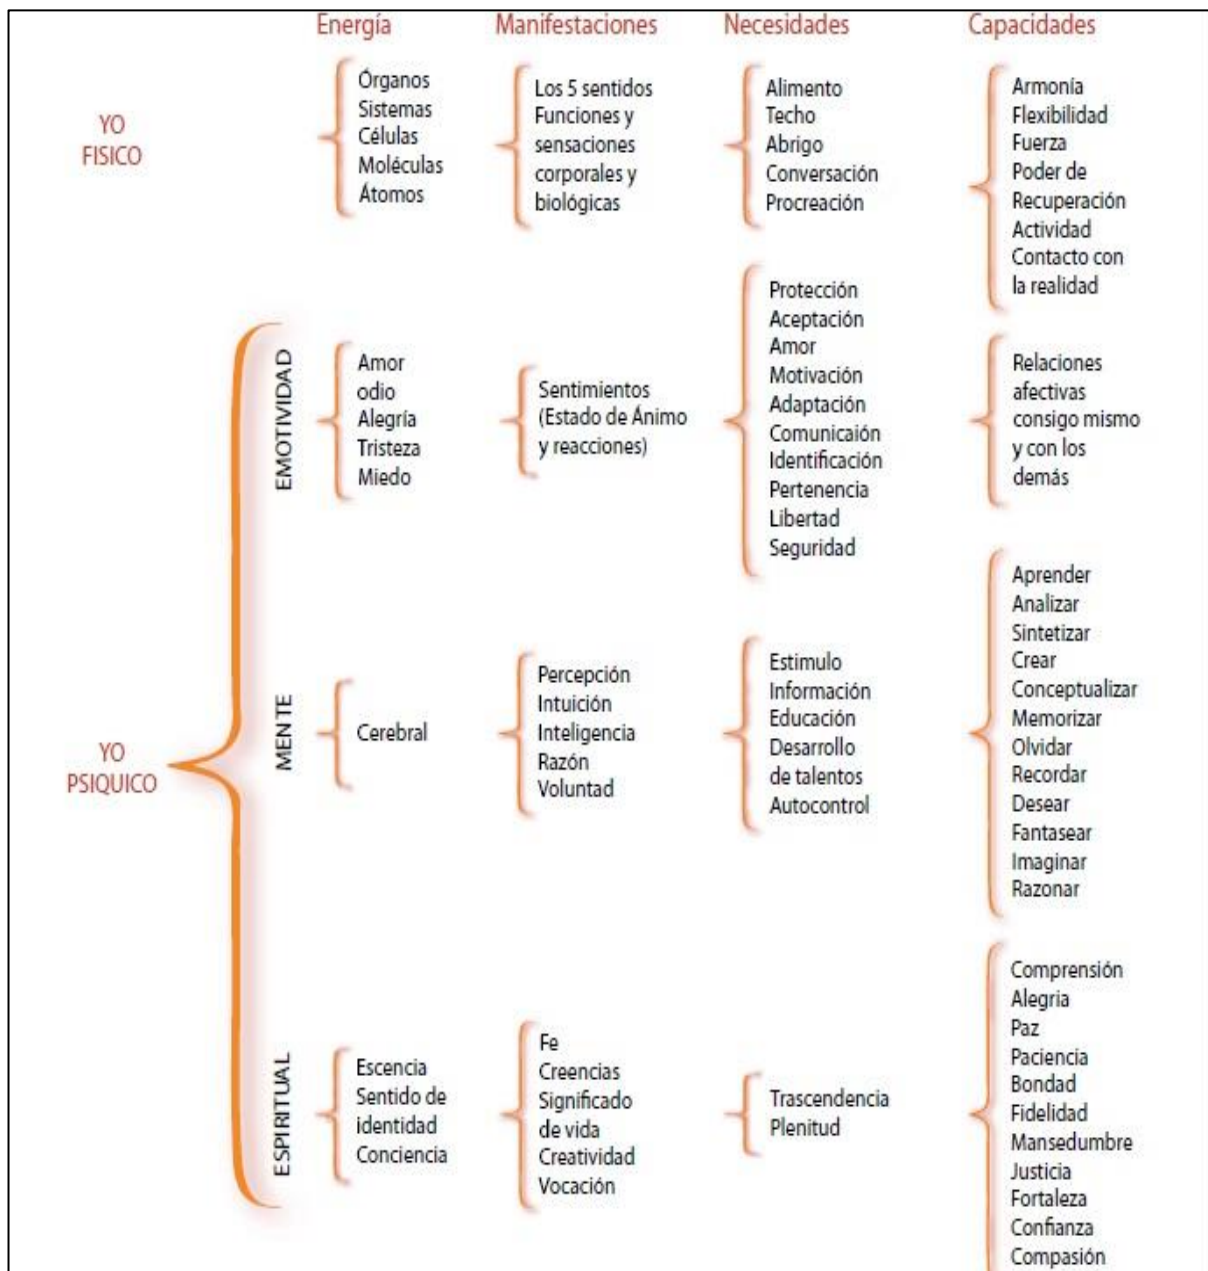 Energía
Manifestaciones
Necesidades
Capacidades
YO
FISICO
Órganos
Sistemas
Células
Moléculas
Átomos
Los 5 sentidos
Funciones y
sensaciones
corporales y
biológicas
Alimento
Techo
Abrigo
Conversación
Procreación
Armonía
Flexibilidad
Fuerza
Poder de
Recuperación
Actividad
Contacto con
la realidad
YO
PSIQUICO
EMOTIVIDAD
Amor
odio
Alegría
Tristeza
Miedo
Sentimientos
(Estado de Ánimo
y reacciones)
Protección
Aceptación
Amor
Motivación
Adaptación
Comunicaión
Identificación
Pertenencia
Libertad
Seguridad
Relaciones
afectivas
consigo mismo
y con los
demás
MENTE
Cerebral
Percepción
Intuición
Inteligencia
Razón
Voluntad
Estimulo
Información
Educación
Desarrollo
de talentos
Autocontrol
Aprender
Analizar
Sintetizar
Crear
Conceptualizar
Memorizar
Olvidar
Recordar
Desear
Fantasear
Imaginar
Razonar
ESPIRITUAL
Escencia
Sentido de
identidad
Conciencia
Fe
Creencias
Significado
de vida
Creatividad
Vocación
Trascendencia
Plenitud
Comprensión
Alegria
Paz
Paciencia
Bondad
Fidelidad
Mansedumbre
Justicia
Fortaleza
Confianza
Compasión